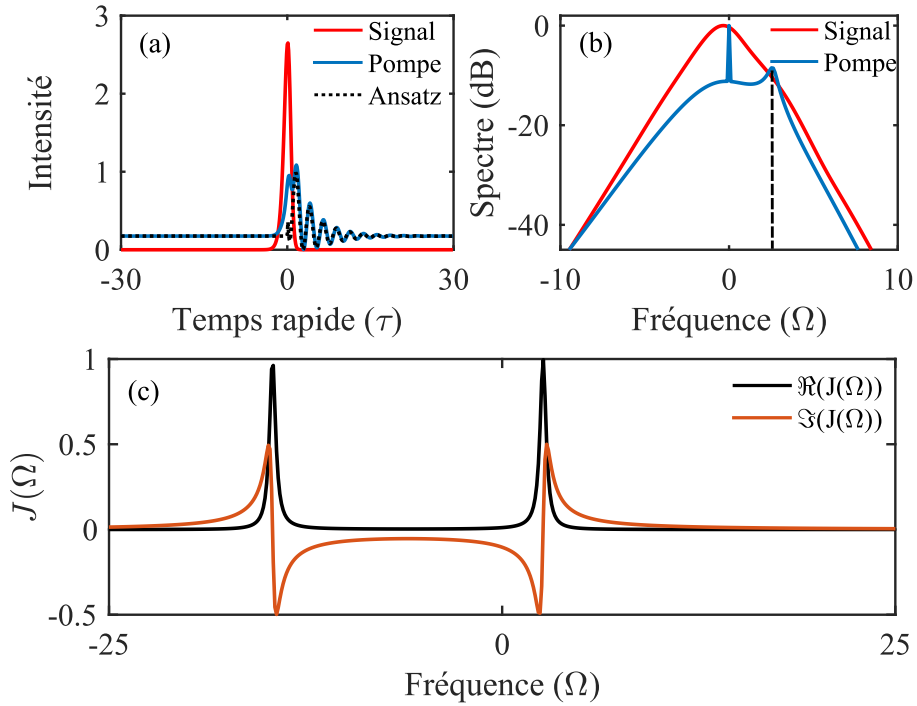 (a)
Intensité
3
2
1
0
Signal
Pompe
Ansatz
-30
0
30
Temps rapide (τ)
(b)
Spectre (dB)
0
-20
-40
Signal
Pompe
-10
0
10
Fréquence (Ω)
(c)
J(Ω)
1
0.5
0
-0.5
ℜ(J(Ω))
ℑ(J(Ω))
-25
0
25
Fréquence (Ω)